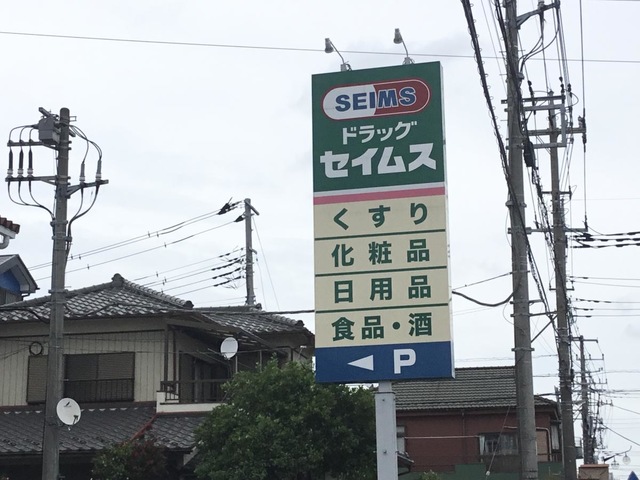 SEIMS
ドラッグ
セイムス
くすり
化粧品
日用品
食品・酒
◀ P